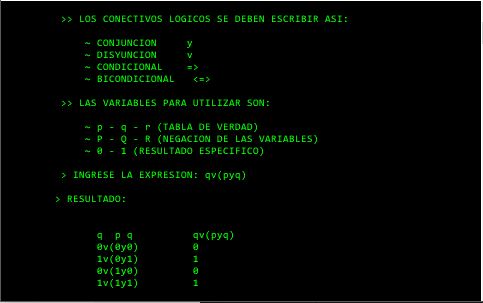 >> LOS CONECTIVOS LOGICOS SE DEBEN ESCRIBIR ASI:
~ CONJUNCION y
~ DISYUNCION v
~ CONDICIONAL =>
~ BICONDICIONAL <=>
>> LAS VARIABLES PARA UTILIZAR SON:
~ p - q - r (TABLA DE VERDAD)
~ P - Q - R (NEGACION DE LAS VARIABLES)
~ 0 - 1 (RESULTADO ESPECIFICO)
> INGRESE LA EXPRESION: qv(pyq)
> RESULTADO:
q p q qv(pyq)
0v(0y0) 0
1v(0y1) 1
0v(1y0) 0
1v(1y1) 1